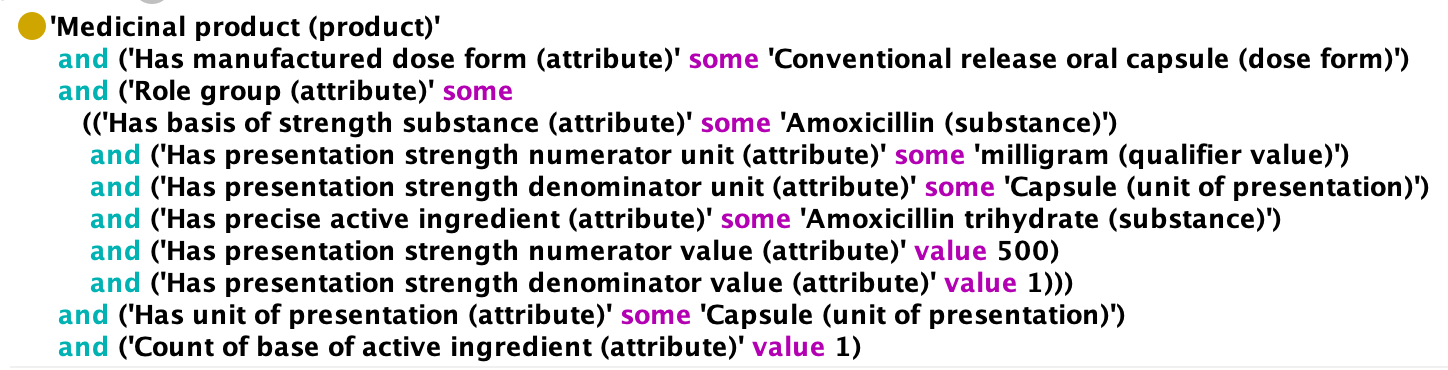 'Medicinal product (product)'
and ('Has manufactured dose form (attribute)' some 'Conventional release oral capsule (dose form)')
and ('Role group (attribute)' some
(('Has basis of strength substance (attribute)' some 'Amoxicillin (substance)')
and ('Has presentation strength numerator unit (attribute)' some 'milligram (qualifier value)')
and ('Has presentation strength denominator unit (attribute)' some 'Capsule (unit of presentation)')
and ('Has precise active ingredient (attribute)' some 'Amoxicillin trihydrate (substance)')
and ('Has presentation strength numerator value (attribute)' value 500)
and ('Has presentation strength denominator value (attribute)' value 1)))
and ('Has unit of presentation (attribute)' some 'Capsule (unit of presentation)')
and ('Count of base of active ingredient (attribute)' value 1)